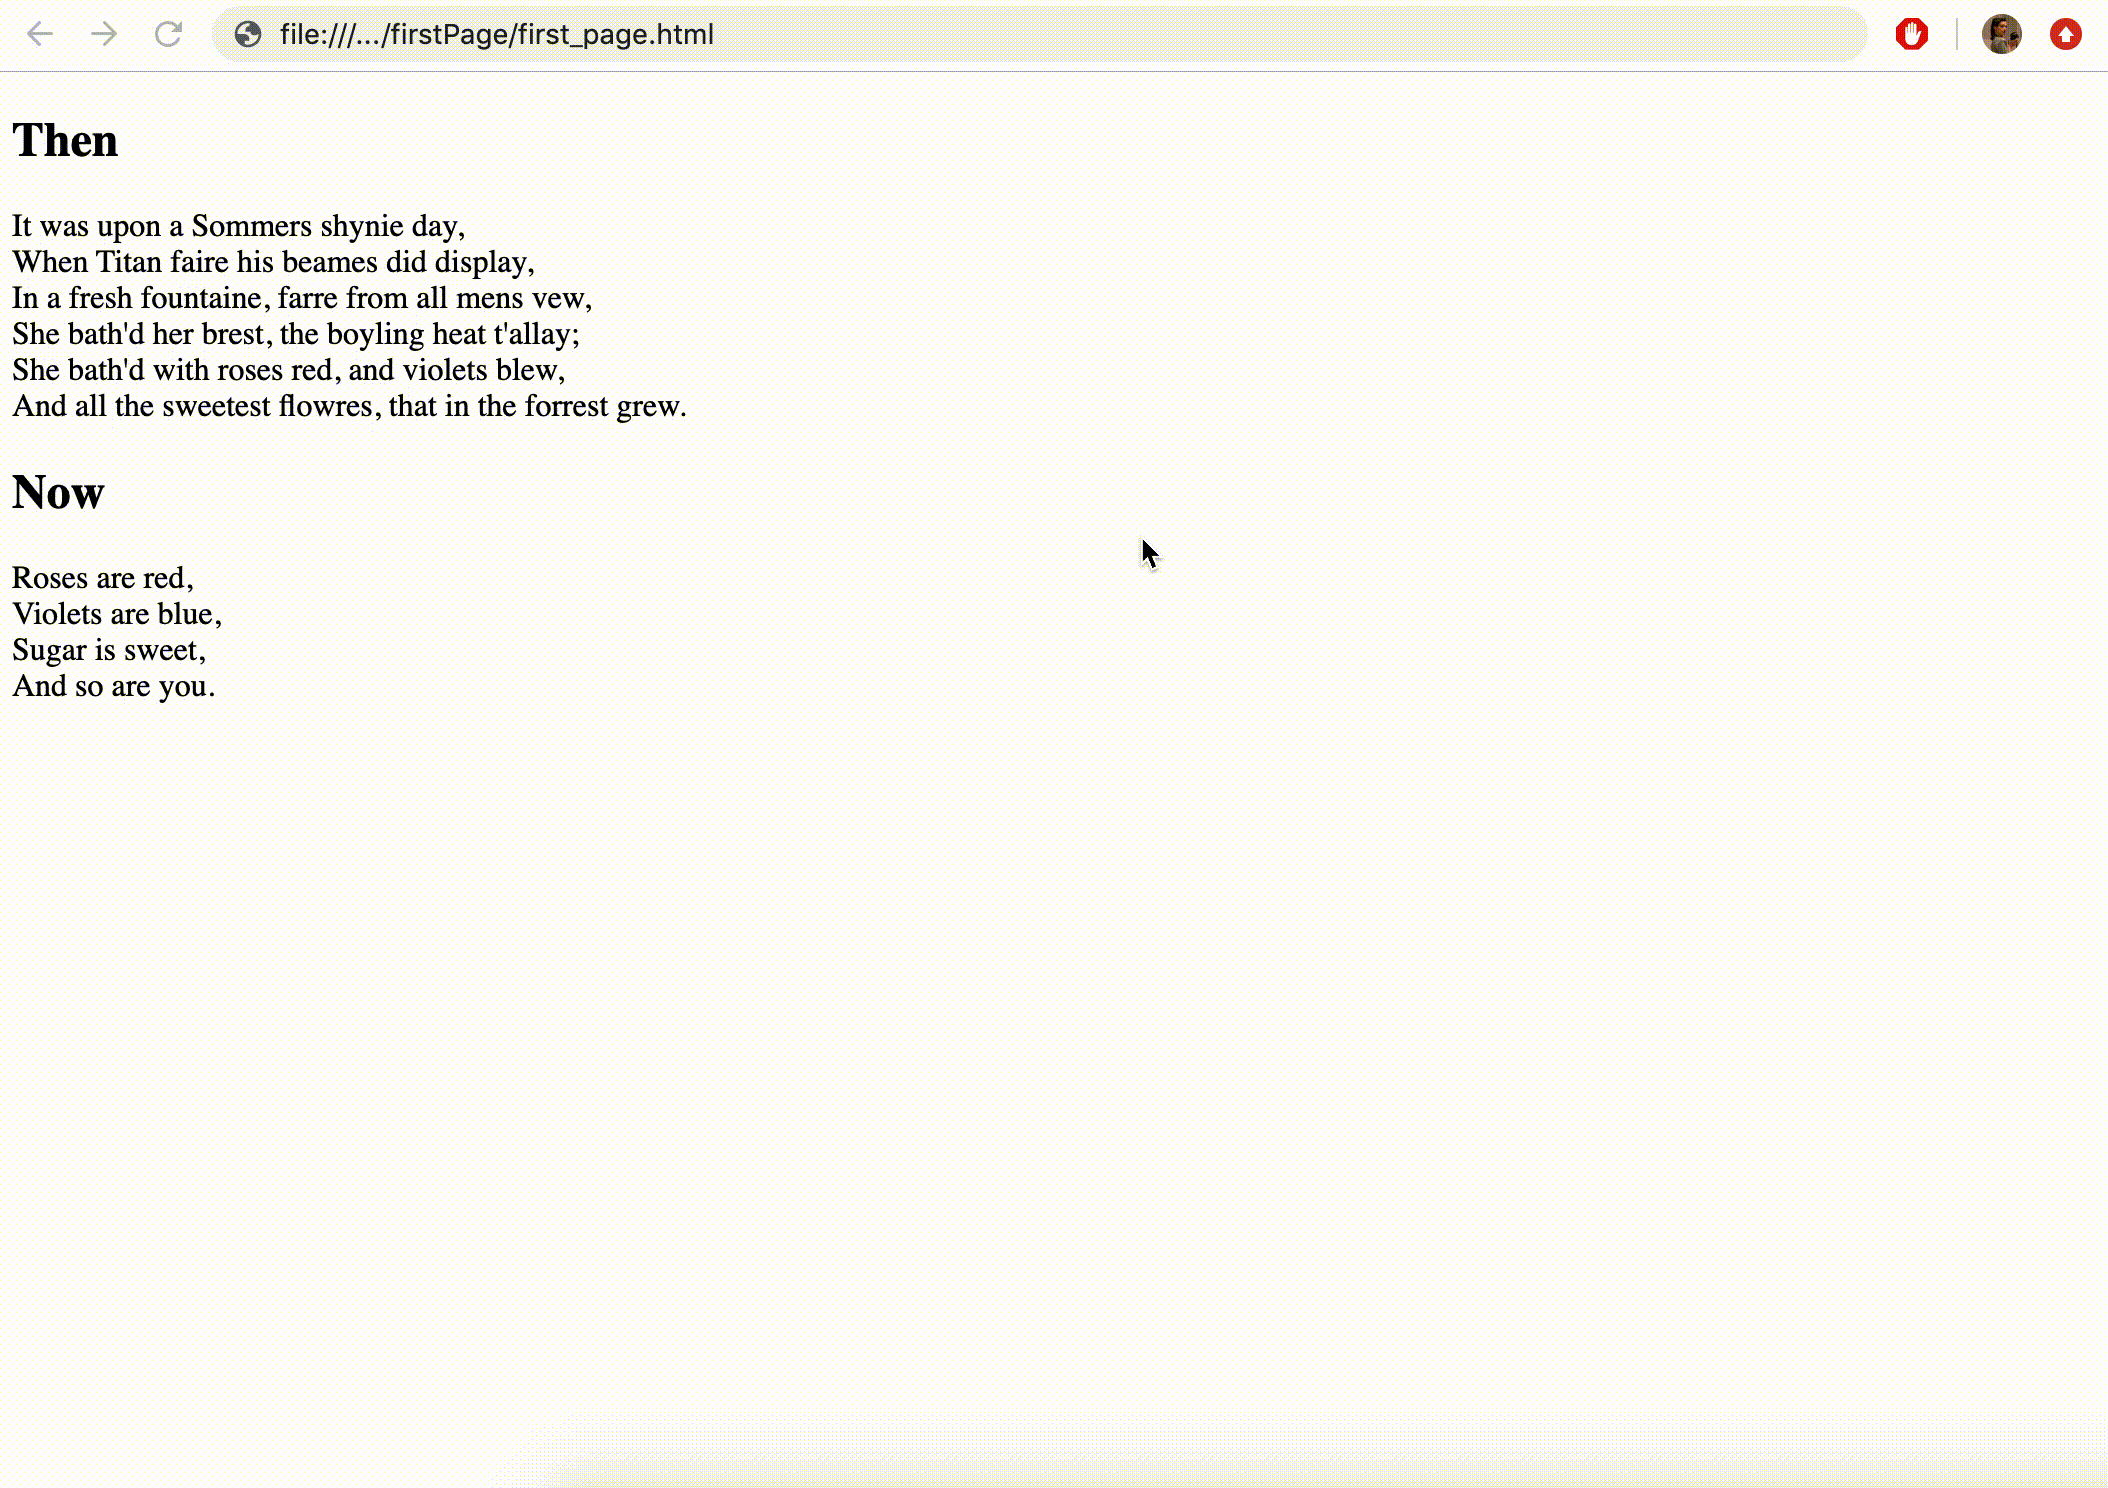 file:///.../firstPage/first_page.html
Then
It was upon a Sommers shynie day,
When Titan faire his beames did display,
In a fresh fountaine, farre from all mens vew,
She bath'd her brest, the boyling heat t'allay;
She bath'd with roses red, and violets blew,
And all the sweetest flowres, that in the forrest grew.
Now
Roses are red,
Violets are blue,
Sugar is sweet,
And so are you.